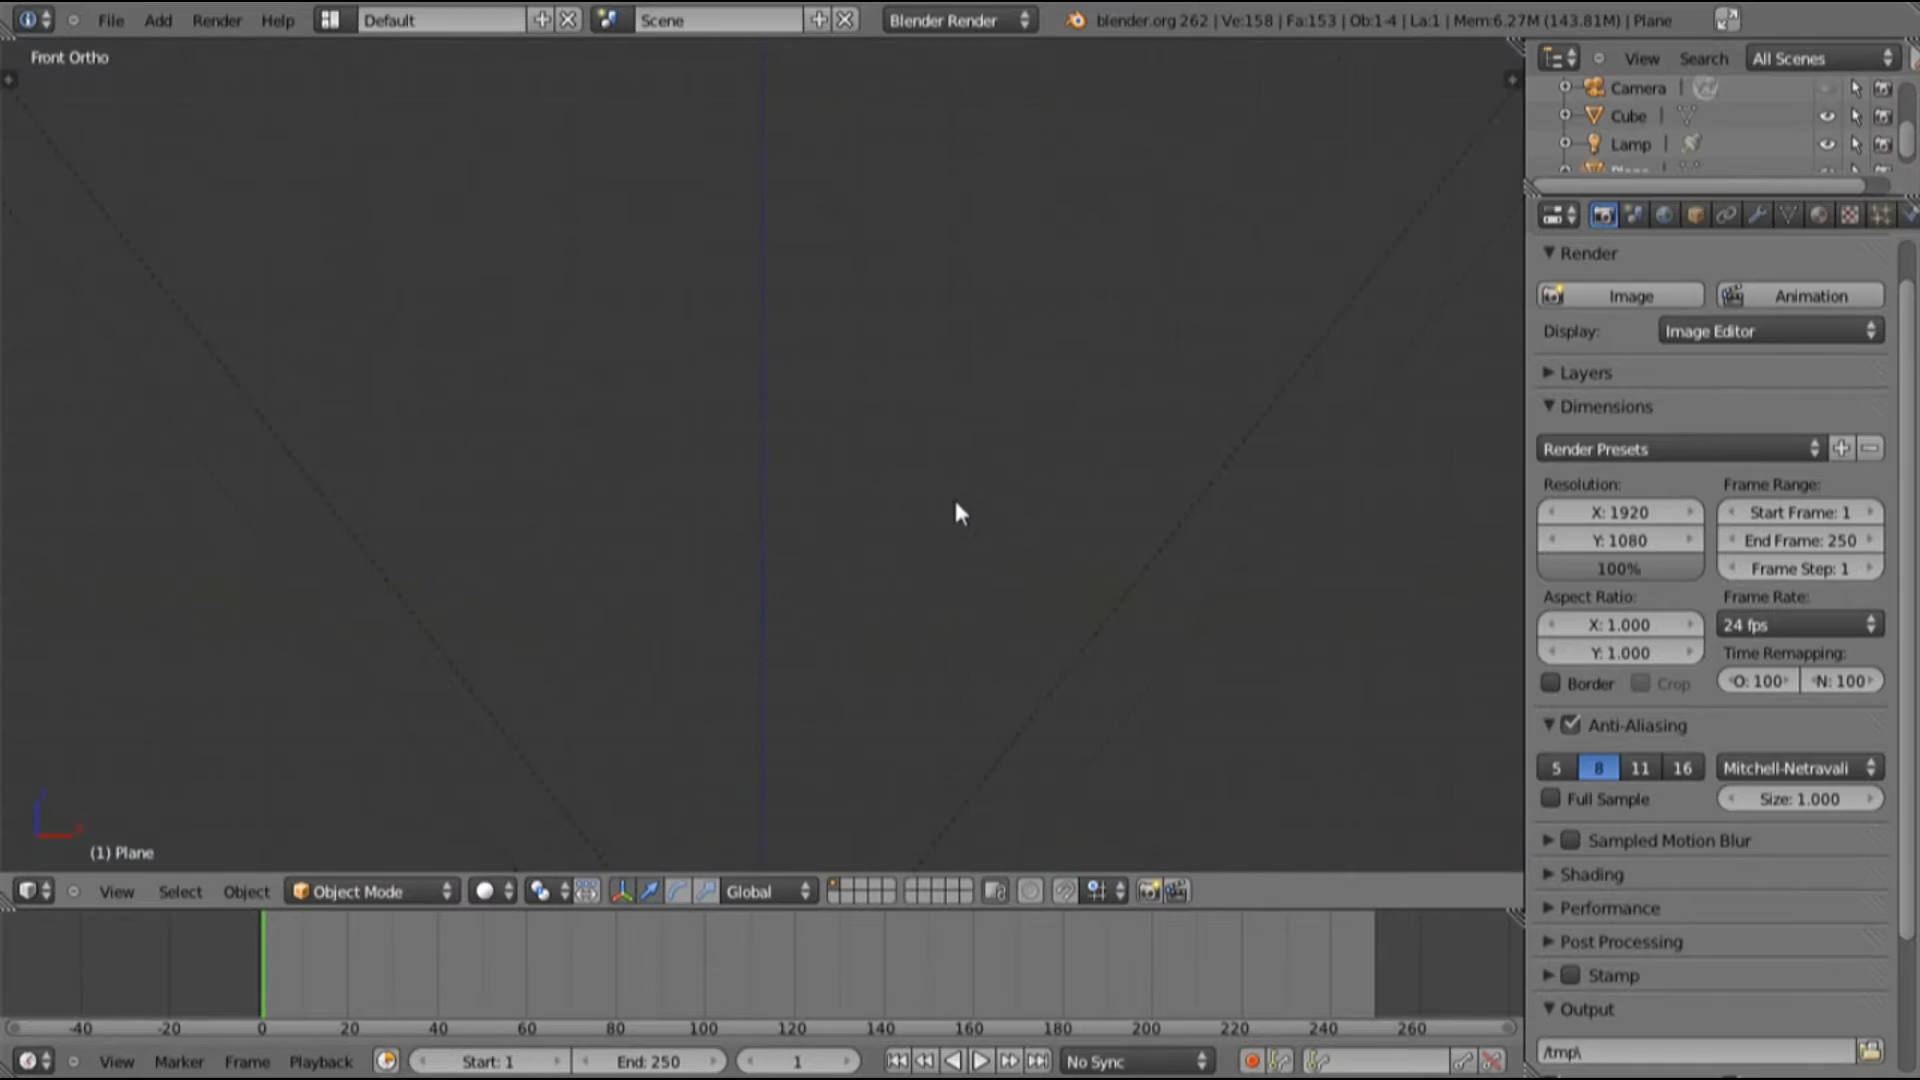 File Add Render Help Default Scene Blender Render blender.org 262 | Ve:158 | Fa:153 | Ob:1-4 | La:1 | Mem:6.27M (143.81M) | Plane
Front Ortho
View Search All Scenes
Camera
Cube
Lamp
Render
Image Animation
Display: Image Editor
Layers
Dimensions
Render Presets
Resolution: Frame Range:
X: 1920 Start Frame: 1
Y: 1080 End Frame: 250
100% Frame Step: 1
Aspect Ratio: Frame Rate:
X: 1.000 24 fps
Y: 1.000 Time Remapping:
Border Crop O: 100 N: 100
Anti-Aliasing
5 8 11 16 Mitchell-Netravali
Full Sample Size: 1.000
Sampled Motion Blur
Shading
Performance
Post Processing
Stamp
Output
/tmp\
(1) Plane
View Select Object Object Mode Global
-40 -20 0 20 40 60 80 100 120 140 160 180 200 220 240 260
View Marker Frame Playback Start: 1 End: 250 1 No Sync